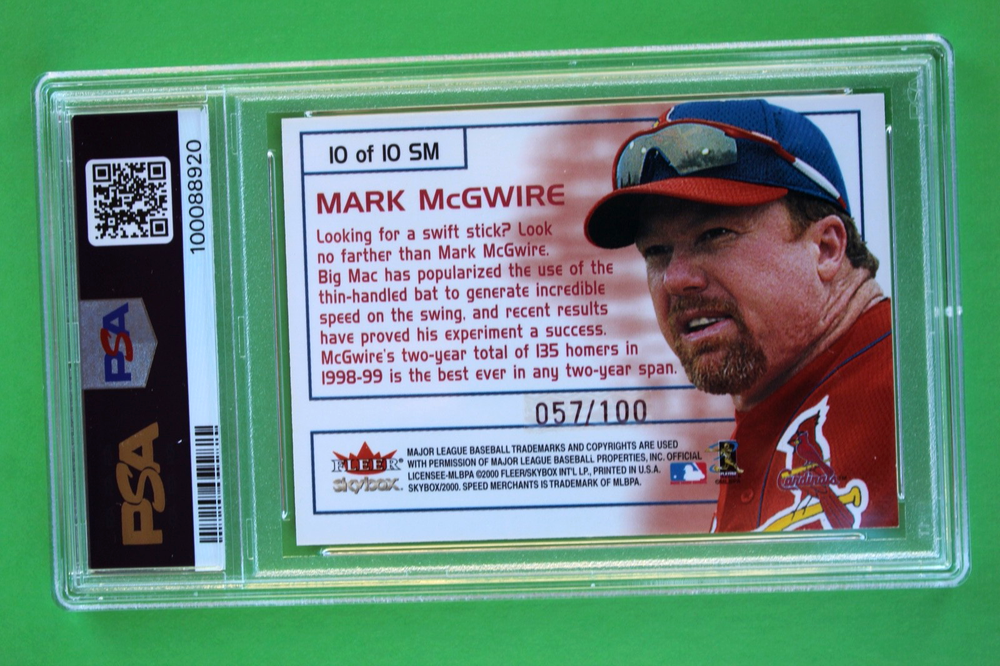 100088920
PSA
PSA
10 of 10 SM
MARK McGWIRE
Looking for a swift stick? Look
no farther than Mark McGwire.
Big Mac has popularized the use of the
thin-handled bat to generate incredible
speed on the swing, and recent results
have proved his experiment a success.
McGwire's two-year total of 135 homers in
1998-99 is the best ever in any two-year span.
057/100
FLEER
skybox
MAJOR LEAGUE BASEBALL TRADEMARKS AND COPYRIGHTS ARE USED
WITH PERMISSION OF MAJOR LEAGUE BASEBALL PROPERTIES, INC. OFFICIAL
LICENSEE-MLBPA ©2000 FLEER/SKYBOX INT'L LP., PRINTED IN U.S.A.
SKYBOX/2000. SPEED MERCHANTS IS TRADEMARK OF MLBPA.
Cardinals